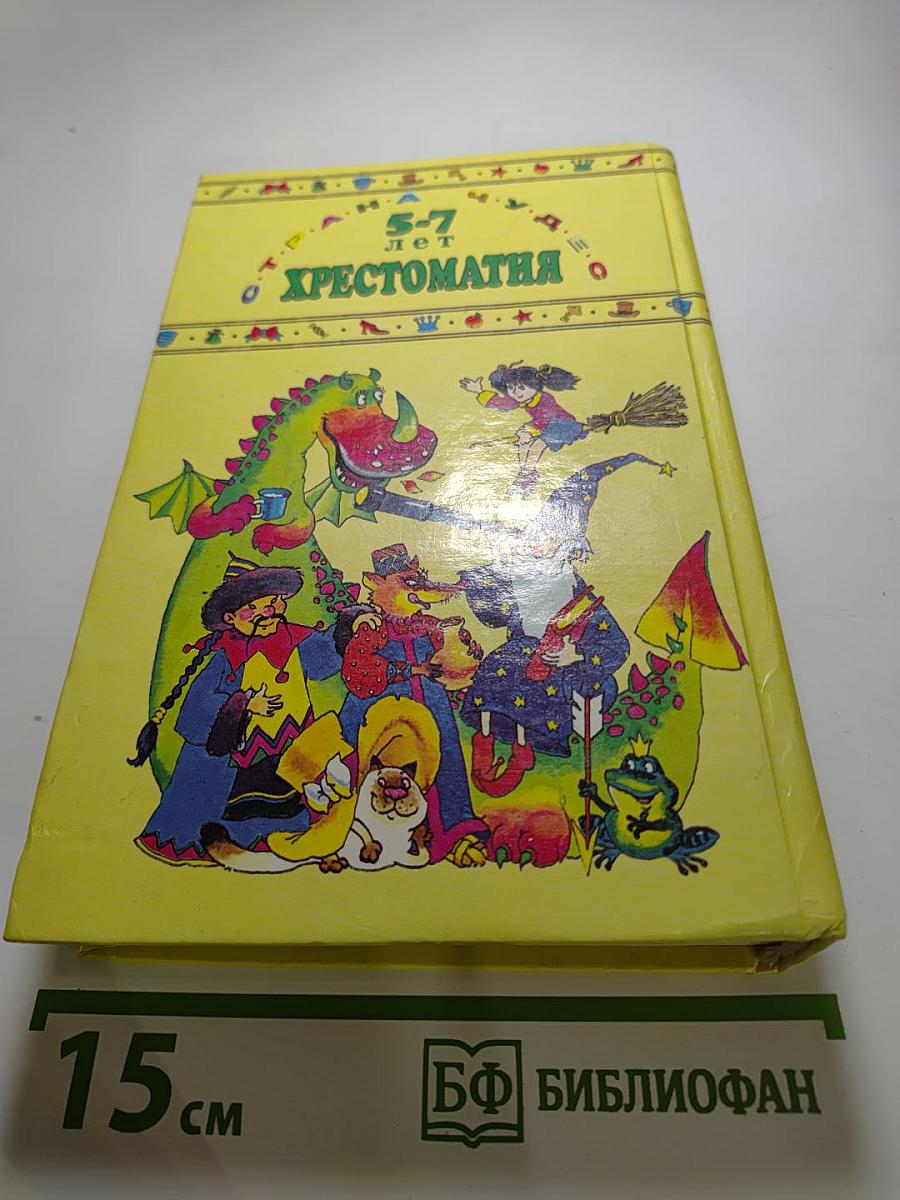 СТРАНА ЧУДЕС
5-7
лет
ХРЕСТОМАТИЯ
15 см
БФ БИБЛИОФАН